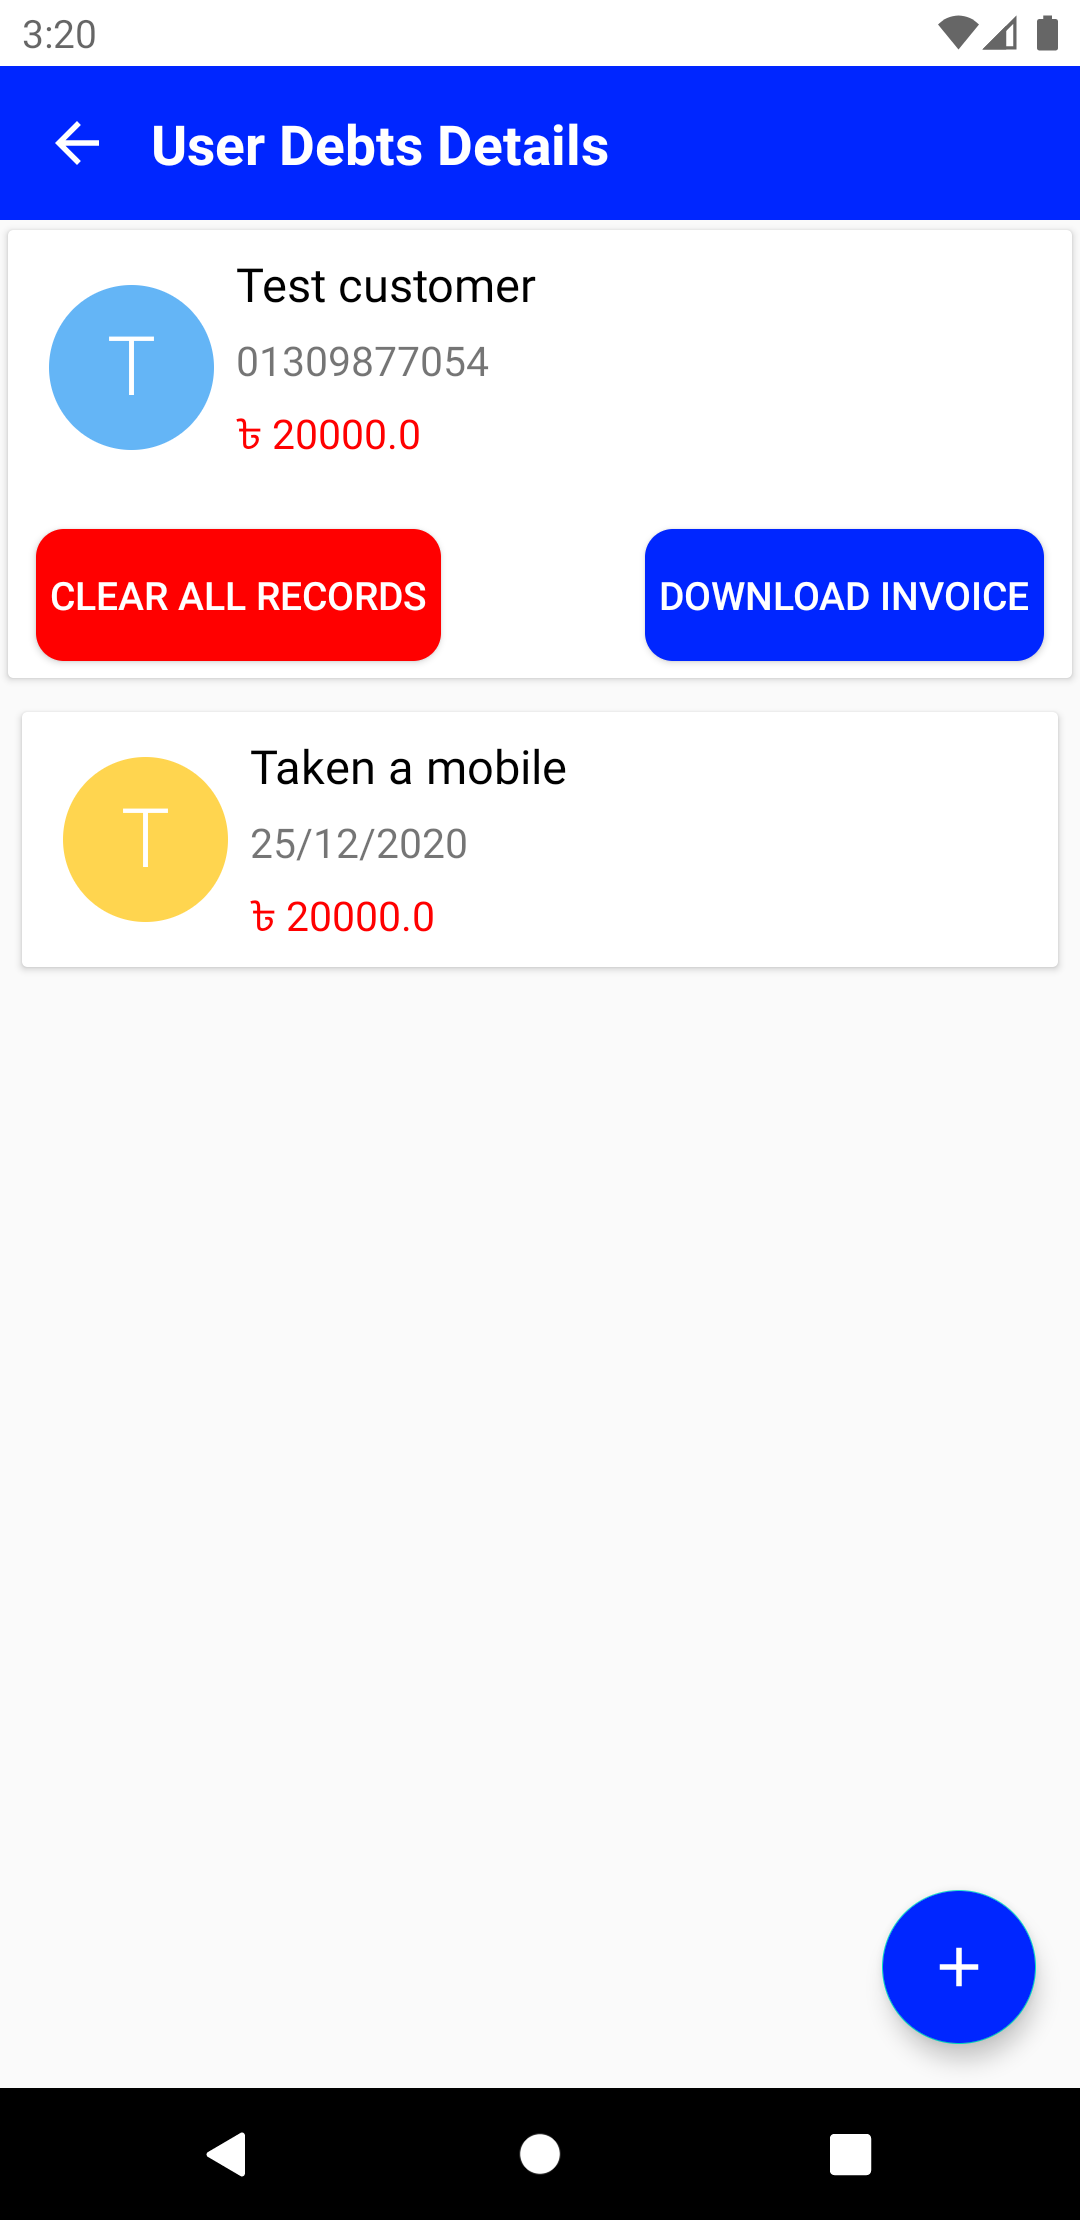 3:20
User Debts Details
Test customer
T
01309877054
৳ 20000.0
CLEAR ALL RECORDS
DOWNLOAD INVOICE
Taken a mobile
T
25/12/2020
৳ 20000.0
+